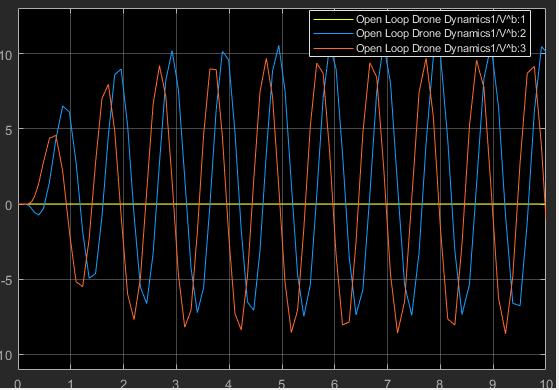 Open Loop Drone Dynamics1/V^b:1
Open Loop Drone Dynamics1/V^b:2
Open Loop Drone Dynamics1/V^b:3
10
5
0
-5
10
0 1 2 3 4 5 6 7 8 9 10